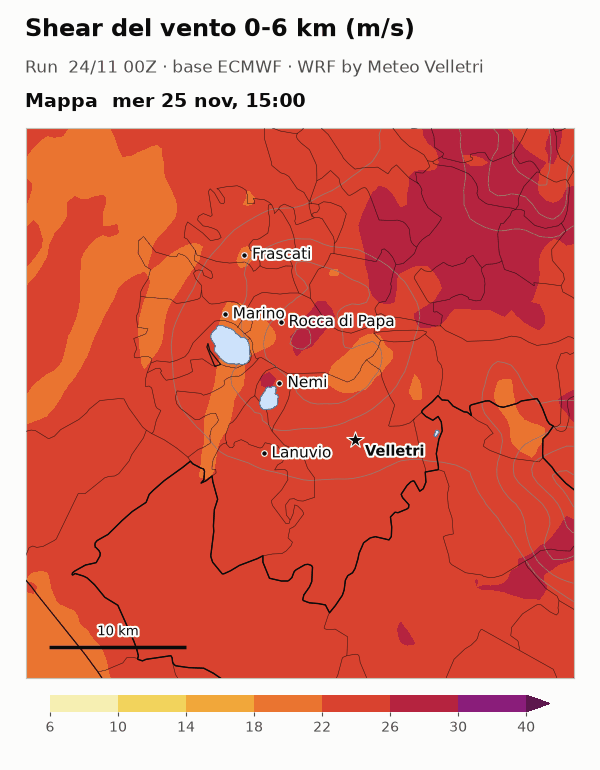 Shear del vento 0-6 km (m/s)
Run  24/11 00Z · base ECMWF · WRF by Meteo Velletri
Mappa  mer 25 nov, 15:00
Frascati
Marino
Rocca di Papa
Nemi
Velletri
Lanuvio
10 km
6 10 14 18 22 26 30 40